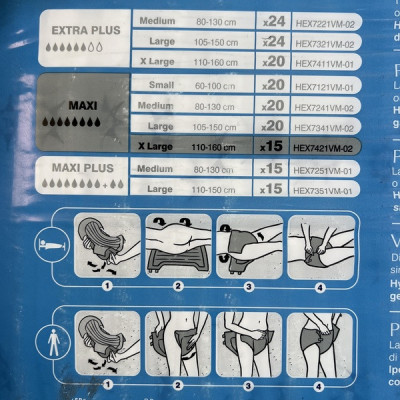 Medium 80-130 cm x24 HEX7221VM-02
EXTRA PLUS
Large 105-150 cm x24 HEX7321VM-02
X Large 110-160 cm x20 HEX7411VM-01
Small 60-100 cm x20 HEX7121VM-01
MAXI
Medium 80-130 cm x20 HEX7241VM-02
Large 105-150 cm x20 HEX7341VM-02
X Large 110-160 cm x15 HEX7421VM-02
MAXI PLUS
Medium 80-130 cm x15 HEX7251VM-01
Large 110-150 cm x15 HEX7351VM-01
1 2 3 4
1 2 3 4